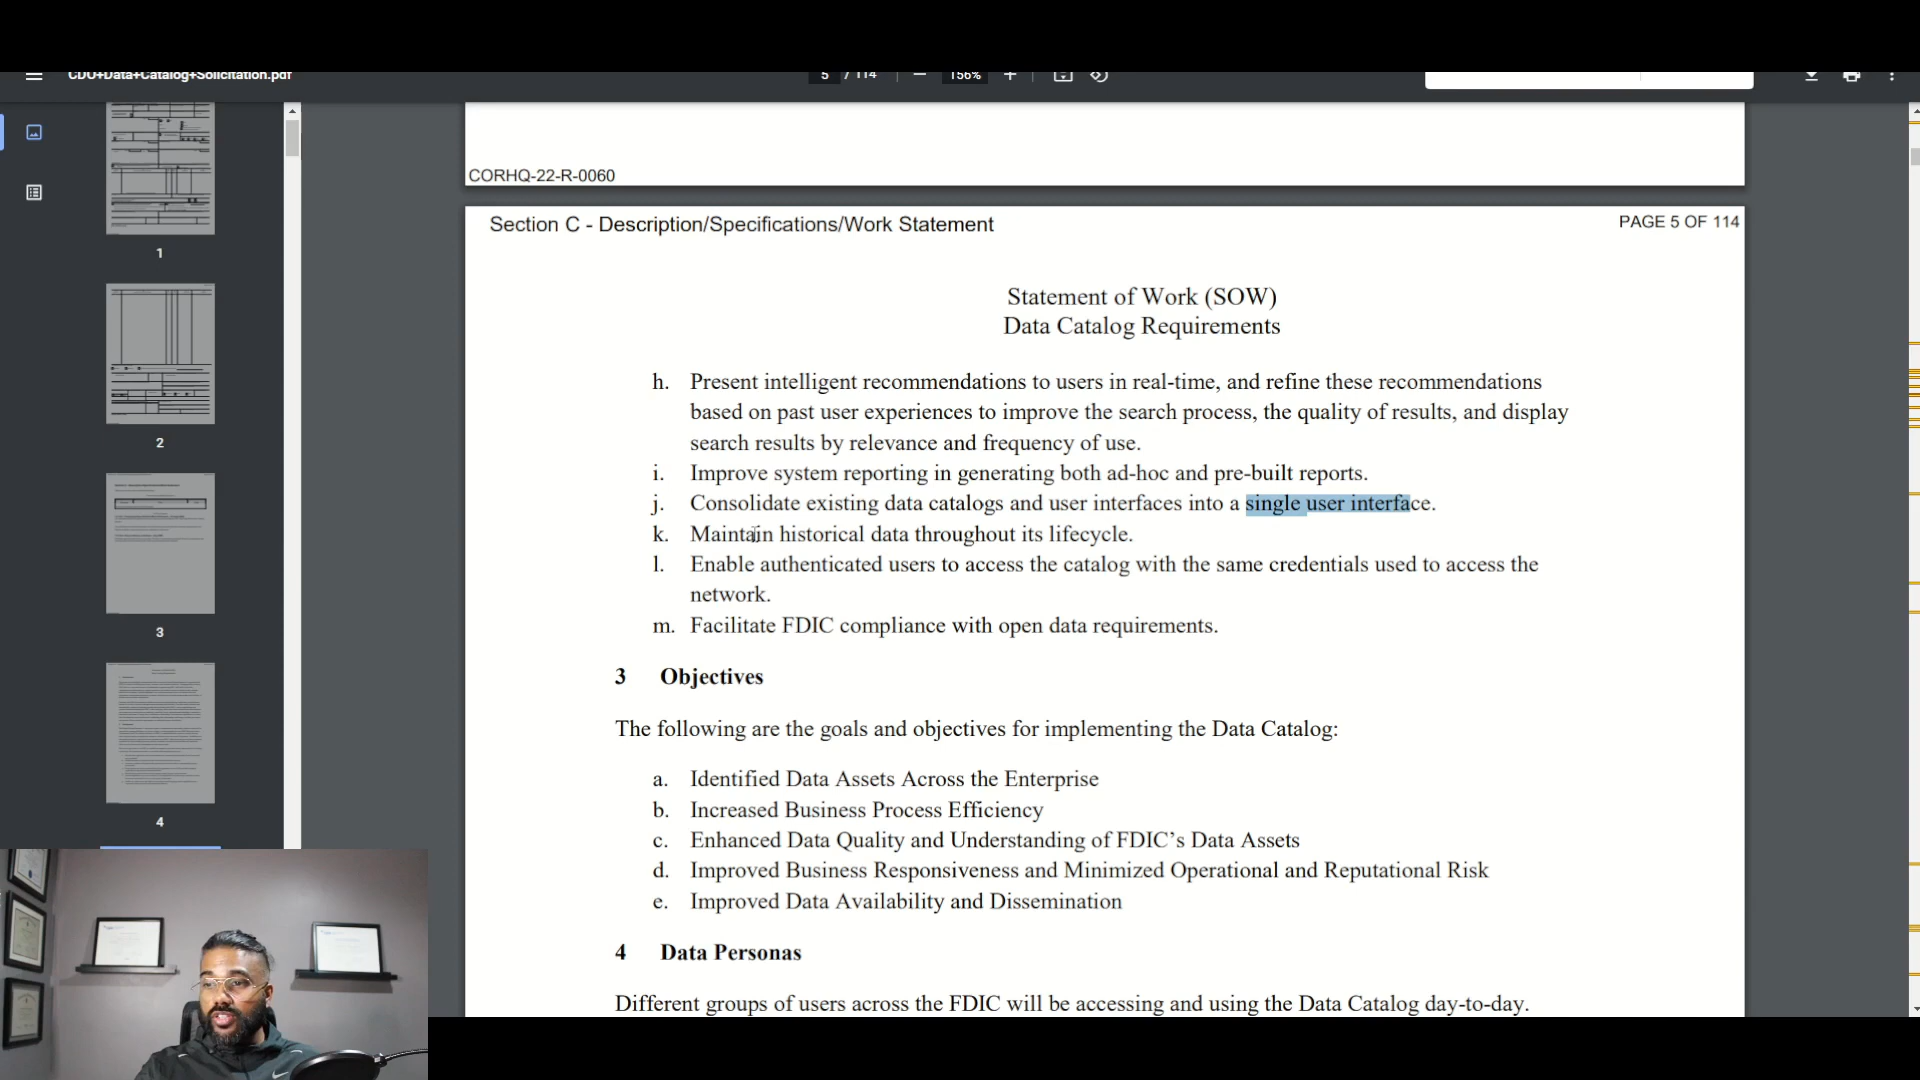 CDO+Data+Catalog+Solicitation.pdf
5 / 114
156%
CORHQ-22-R-0060
Section C - Description/Specifications/Work Statement
PAGE 5 OF 114
Statement of Work (SOW)
Data Catalog Requirements
h. Present intelligent recommendations to users in real-time, and refine these recommendations
based on past user experiences to improve the search process, the quality of results, and display
search results by relevance and frequency of use.
i. Improve system reporting in generating both ad-hoc and pre-built reports.
j. Consolidate existing data catalogs and user interfaces into a single user interface.
k. Maintain historical data throughout its lifecycle.
l. Enable authenticated users to access the catalog with the same credentials used to access the
network.
m. Facilitate FDIC compliance with open data requirements.
3 Objectives
The following are the goals and objectives for implementing the Data Catalog:
a. Identified Data Assets Across the Enterprise
b. Increased Business Process Efficiency
c. Enhanced Data Quality and Understanding of FDIC’s Data Assets
d. Improved Business Responsiveness and Minimized Operational and Reputational Risk
e. Improved Data Availability and Dissemination
4 Data Personas
Different groups of users across the FDIC will be accessing and using the Data Catalog day-to-day.
1
2
3
4